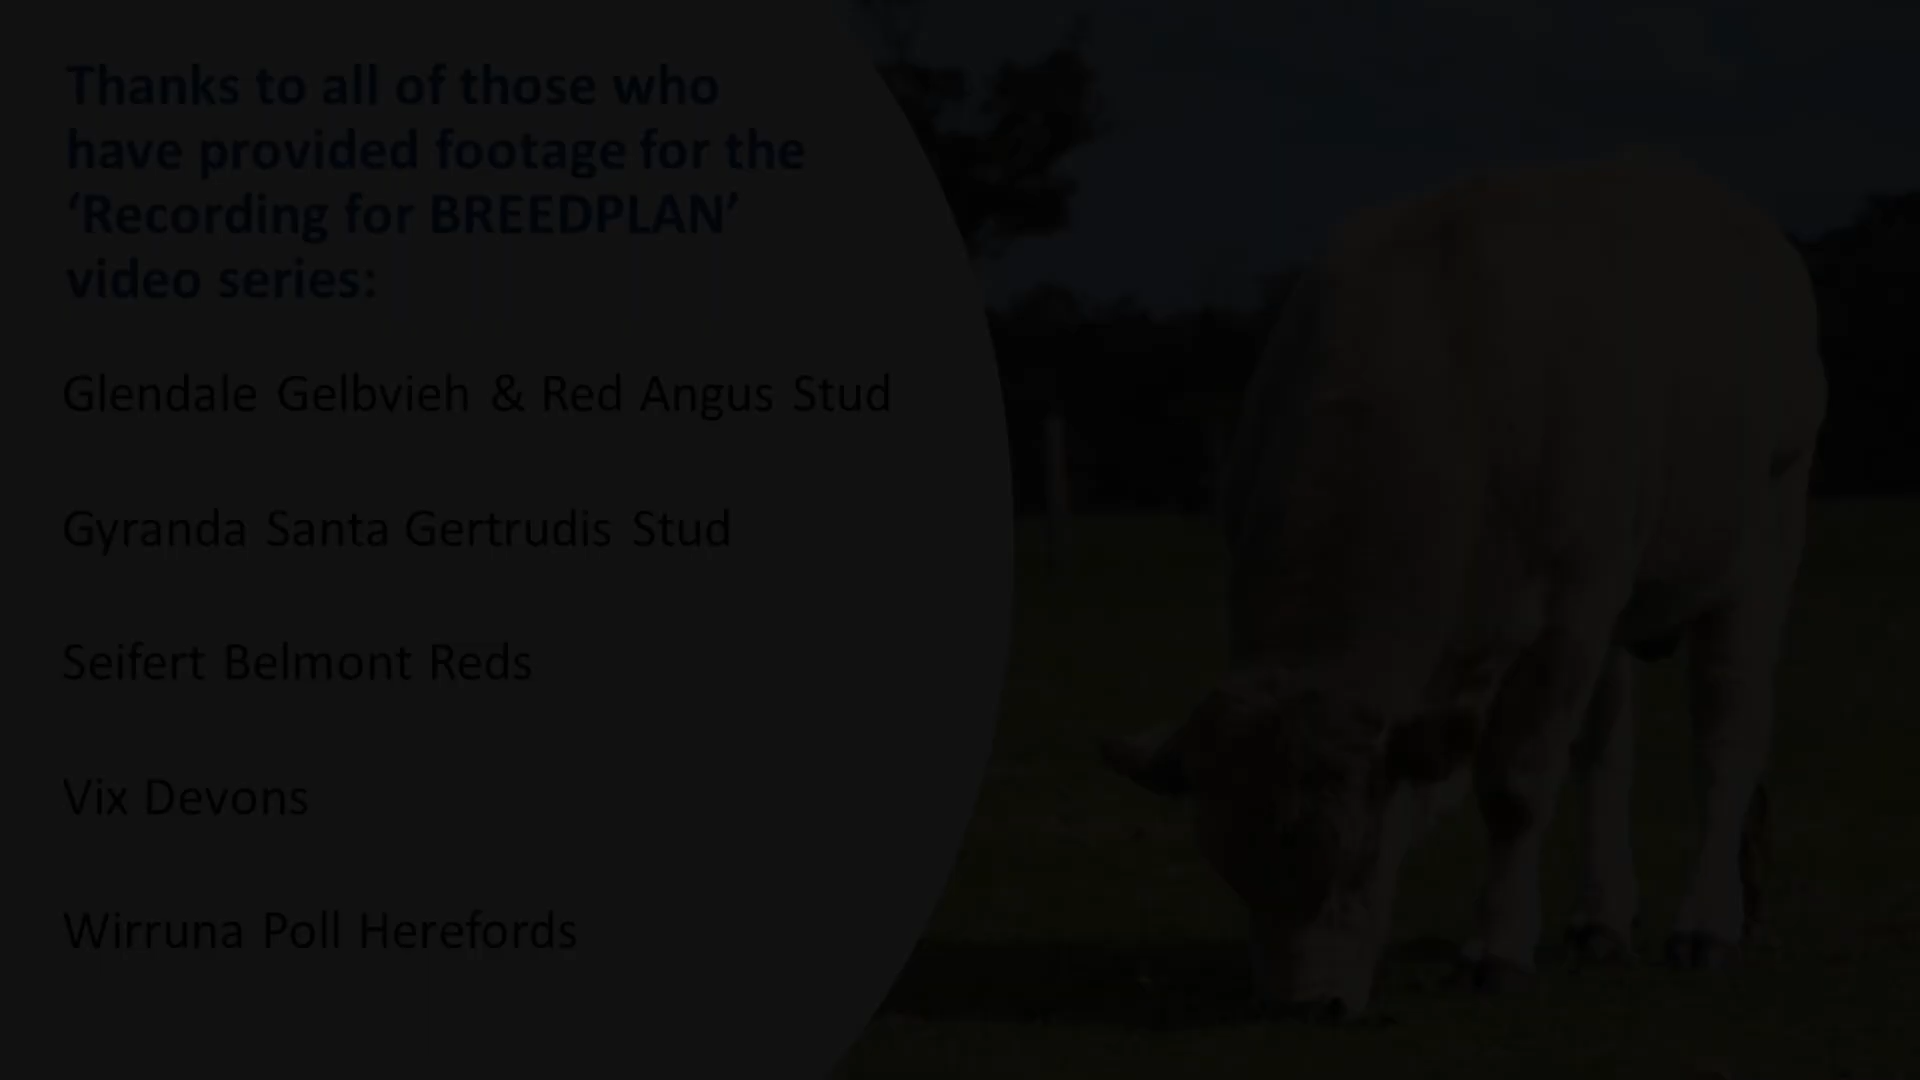 Thanks to all of those who
have provided footage for the
‘Recording for BREEDPLAN’
video series:
Glendale Gelbvieh & Red Angus Stud
Gyranda Santa Gertrudis Stud
Seifert Belmont Reds
Vix Devons
Wirruna Poll Herefords